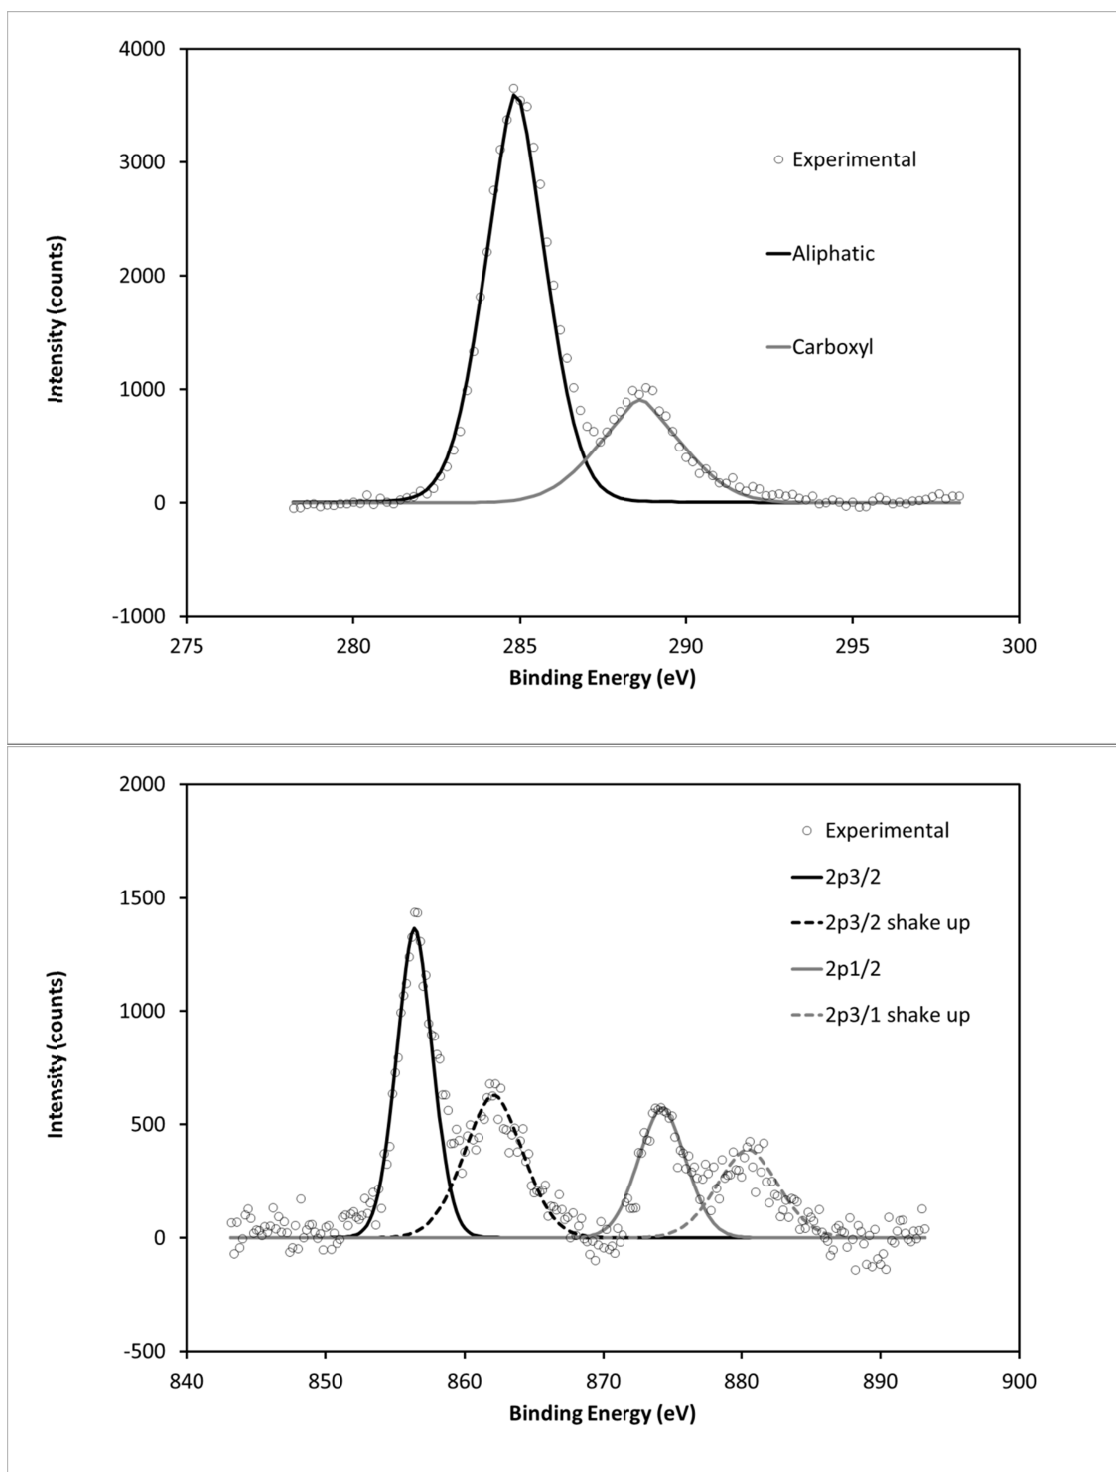 4000
3000
2000
1000
0
-1000
Intensity (counts)
Experimental
Aliphatic
Carboxyl
275 280 285 290 295 300
Binding Energy (eV)
2000
1500
1000
500
0
-500
Intensity (counts)
Experimental
2p3/2
2p3/2 shake up
2p1/2
2p3/1 shake up
840 850 860 870 880 890 900
Binding Energy (eV)